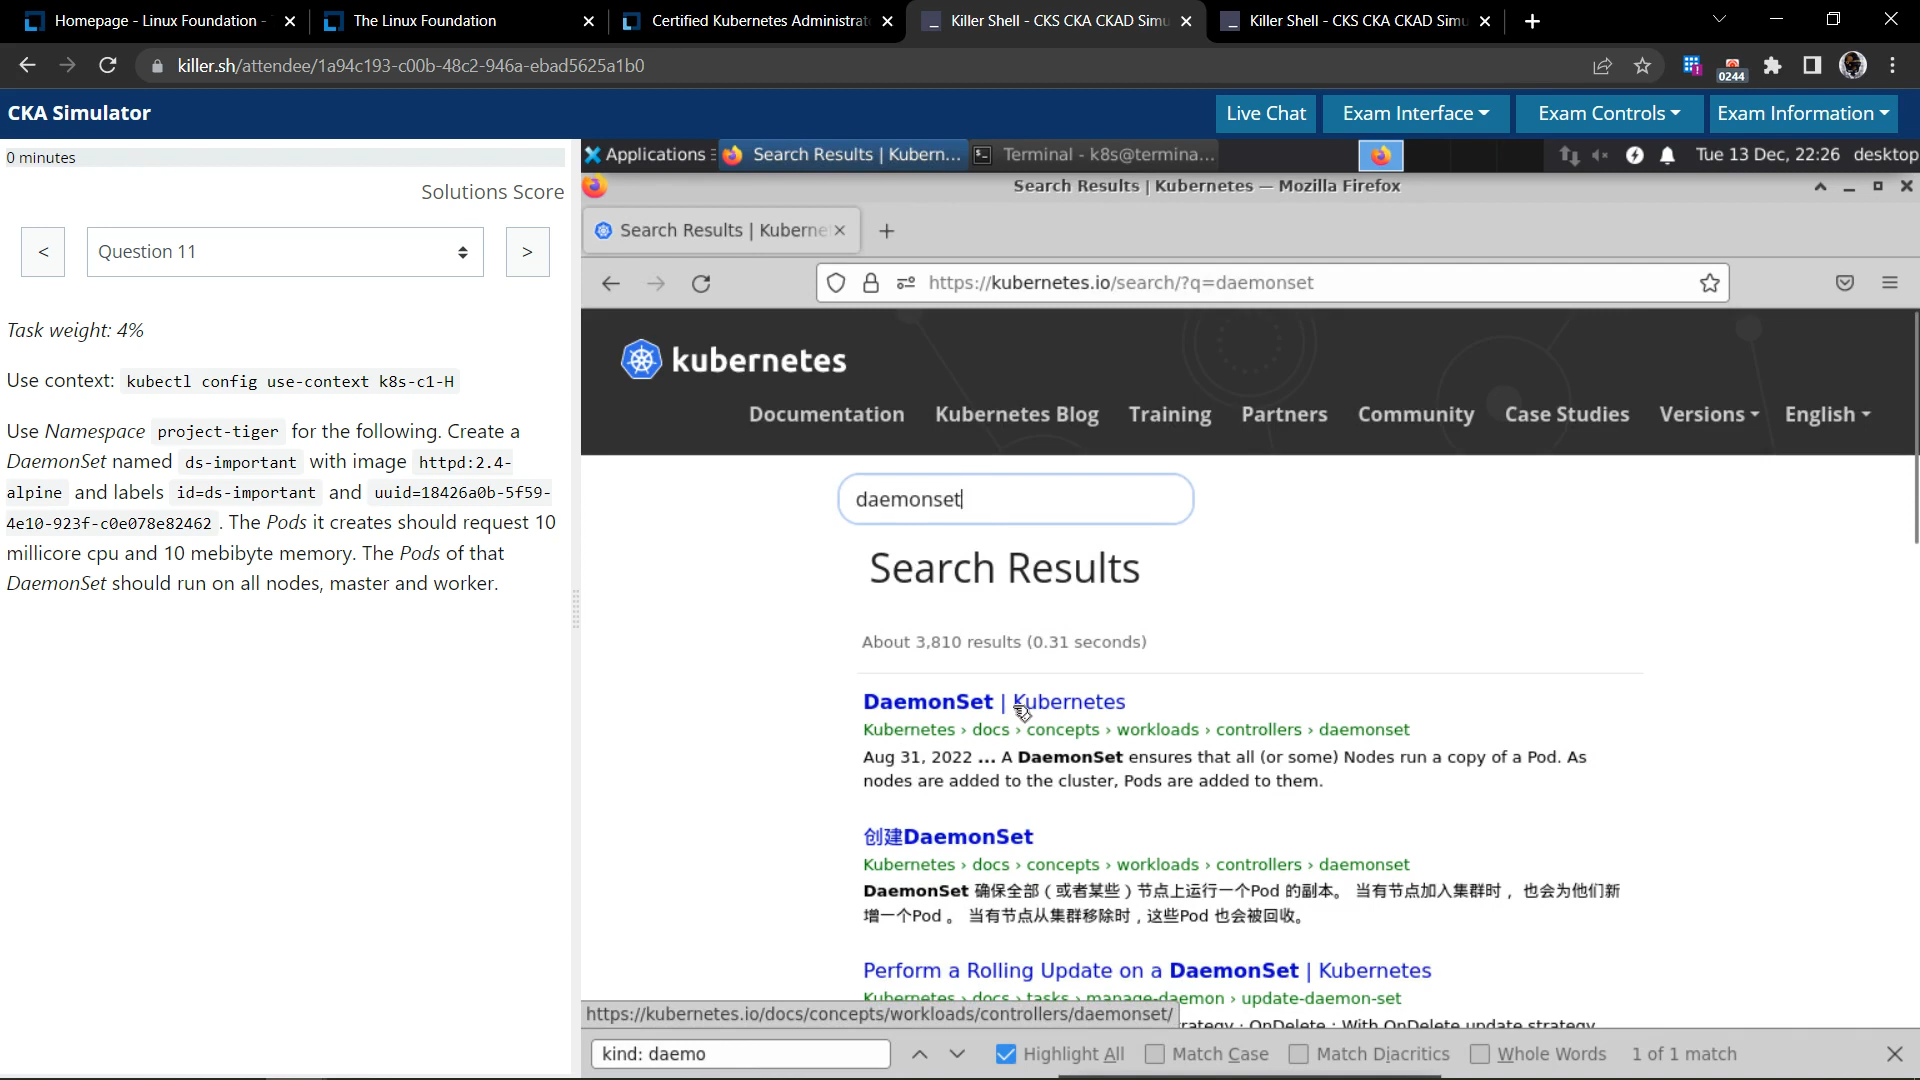 Homepage - Linux Foundation -
The Linux Foundation
Certified Kubernetes Administrat
Killer Shell - CKS CKA CKAD Simu
Killer Shell - CKS CKA CKAD Simu
killer.sh/attendee/1a94c193-c00b-48c2-946a-ebad5625a1b0
0244
CKA Simulator
Live Chat
Exam Interface
Exam Controls
Exam Information
0 minutes
Solutions Score
<
Question 11
>
Task weight: 4%
Use context: kubectl config use-context k8s-c1-H
Use Namespace project-tiger for the following. Create a
DaemonSet named ds-important with image httpd:2.4-
alpine and labels id=ds-important and uuid=18426a0b-5f59-
4e10-923f-c0e078e82462 . The Pods it creates should request 10
millicore cpu and 10 mebibyte memory. The Pods of that
DaemonSet should run on all nodes, master and worker.
Applications
Search Results | Kubern...
Terminal - k8s@termina...
Tue 13 Dec, 22:26 desktop
Search Results | Kubernetes — Mozilla Firefox
Search Results | Kuberne
https://kubernetes.io/search/?q=daemonset
kubernetes
Documentation
Kubernetes Blog
Training
Partners
Community
Case Studies
Versions
English
daemonset
Search Results
About 3,810 results (0.31 seconds)
DaemonSet | Kubernetes
Kubernetes › docs › concepts › workloads › controllers › daemonset
Aug 31, 2022 ... A DaemonSet ensures that all (or some) Nodes run a copy of a Pod. As
nodes are added to the cluster, Pods are added to them.
创建DaemonSet
Kubernetes › docs › concepts › workloads › controllers › daemonset
DaemonSet 确保全部（或者某些）节点上运行一个Pod 的副本。 当有节点加入集群时， 也会为他们新
增一个Pod 。 当有节点从集群移除时，这些Pod 也会被回收。
Perform a Rolling Update on a DaemonSet | Kubernetes
Kubernetes › docs › tasks › manage-daemon › update-daemon-set
https://kubernetes.io/docs/concepts/workloads/controllers/daemonset/
rategy : OnDelete : With OnDelete update strategy
kind: daemo
Highlight All
Match Case
Match Diacritics
Whole Words
1 of 1 match